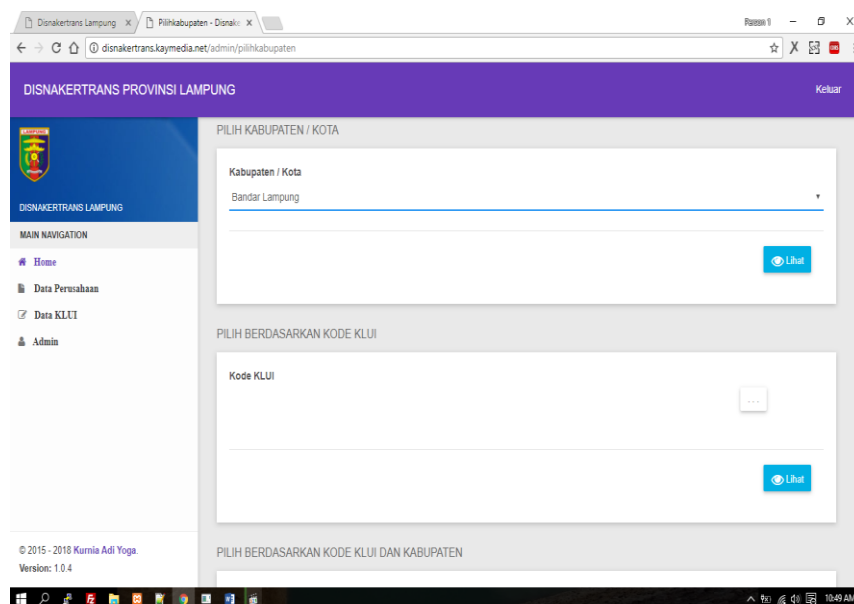 Disnakertrans Lampung
Pilihkabupaten - Disnake
disnakertrans.kaymedia.net/admin/pilihkabupaten
DISNAKERTRANS PROVINSI LAMPUNG
Keluar
LAMPUNG
DISNAKERTRANS LAMPUNG
MAIN NAVIGATION
Home
Data Perusahaan
Data KLUI
Admin
© 2015 - 2018 Kurnia Adi Yoga.
Version: 1.0.4
PILIH KABUPATEN / KOTA
Kabupaten / Kota
Bandar Lampung
Lihat
PILIH BERDASARKAN KODE KLUI
Kode KLUI
...
Lihat
PILIH BERDASARKAN KODE KLUI DAN KABUPATEN
10:49 AM